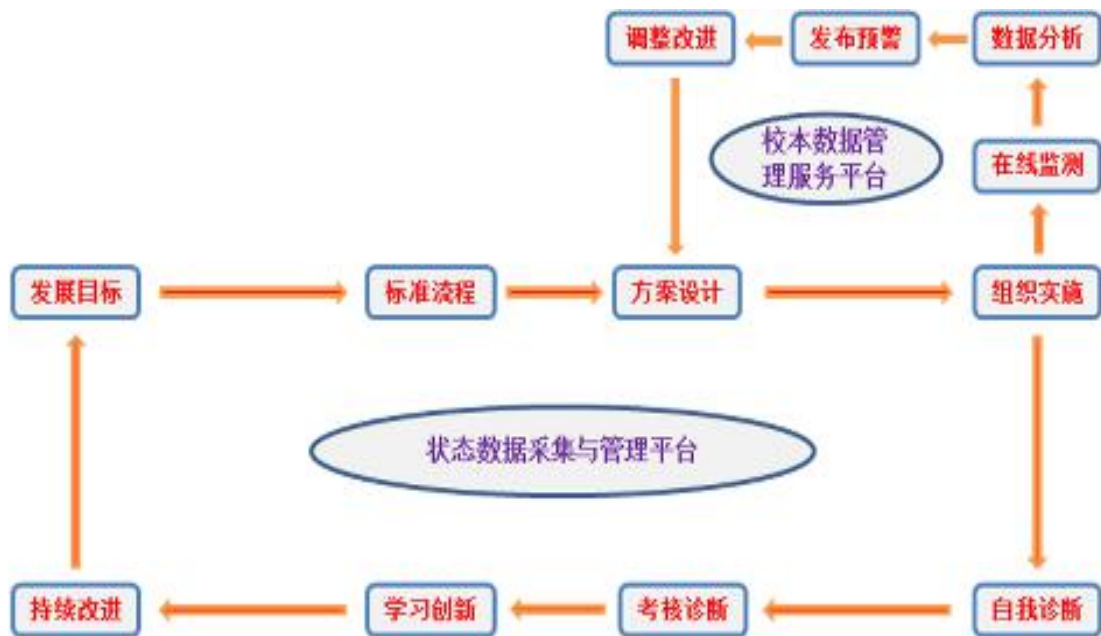 调整改进
发布预警
数据分析
校本数据管
理服务平台
在线监测
发展目标
标准流程
方案设计
组织实施
状态数据采集与管理平台
持续改进
学习创新
考核诊断
自我诊断